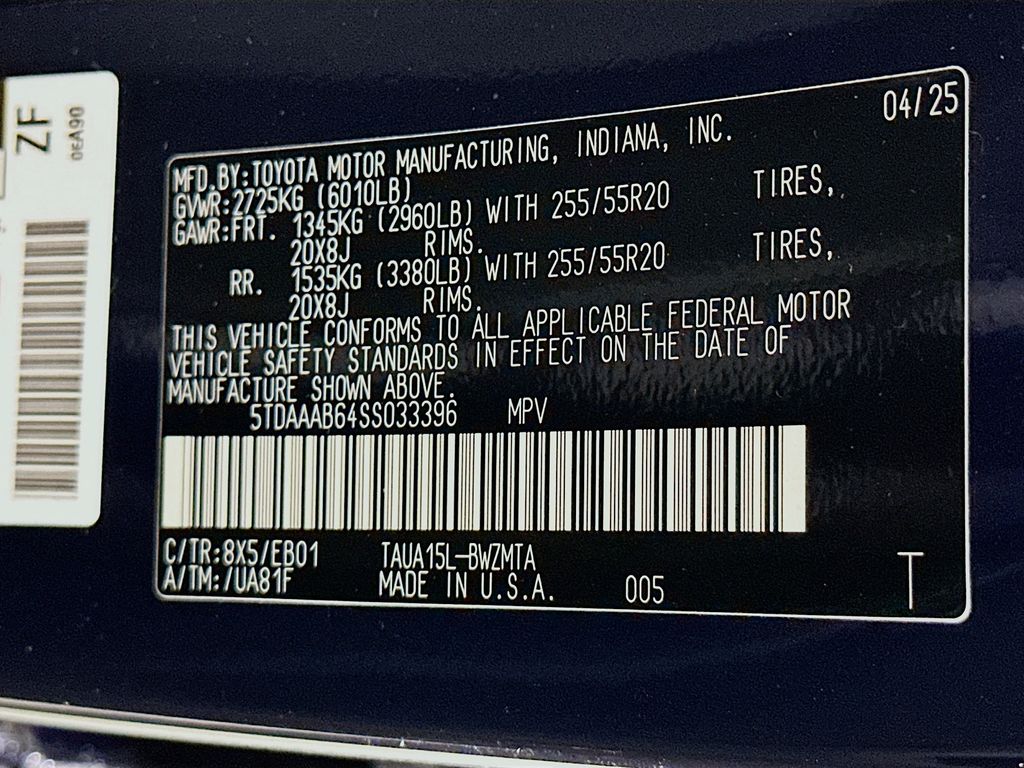 ZF
06A90
04/25
MFD.BY:TOYOTA MOTOR MANUFACTURING, INDIANA, INC.
GVWR:2725KG (6010LB)
GAWR:FRT. 1345KG (2960LB) WITH 255/55R20 TIRES,
20X8J RIMS.
RR. 1535KG (3380LB) WITH 255/55R20 TIRES,
20X8J RIMS.
THIS VEHICLE CONFORMS TO ALL APPLICABLE FEDERAL MOTOR
VEHICLE SAFETY STANDARDS IN EFFECT ON THE DATE OF
MANUFACTURE SHOWN ABOVE.
5TDAAAB64SS033396 MPV
C/TR:8X5/EB01 TAUA15L-BWZMTA
A/TM:/UA81F MADE IN U.S.A. 005 T